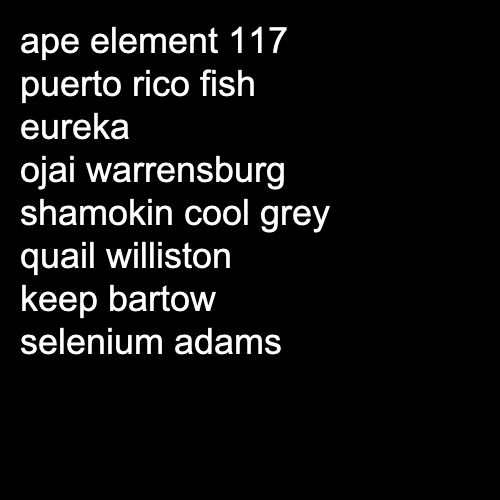 ape element 117
puerto rico fish
eureka
ojai warrensburg
shamokin cool grey
quail williston
keep bartow
selenium adams